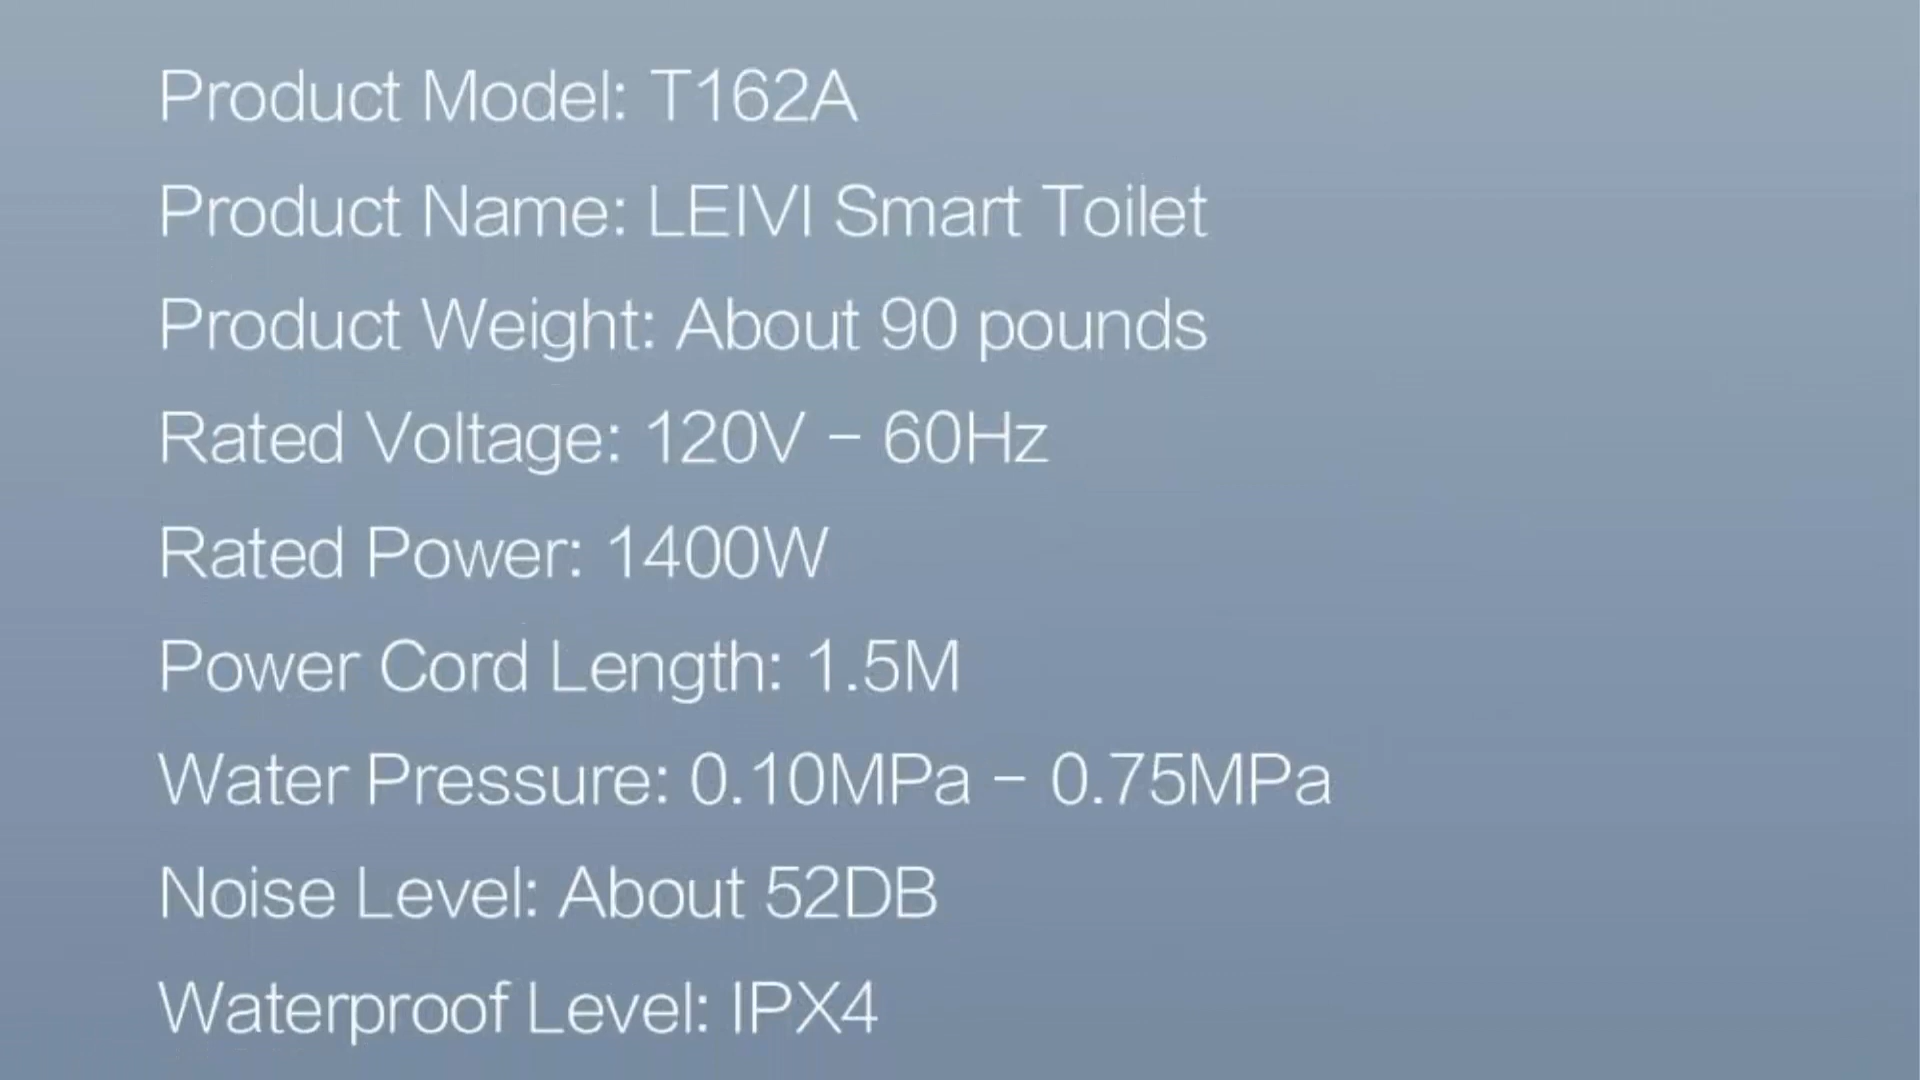 Product Model: T162A
Product Name: LEIVI Smart Toilet
Product Weight: About 90 pounds
Rated Voltage: 120V - 60Hz
Rated Power: 1400W
Power Cord Length: 1.5M
Water Pressure: 0.10MPa - 0.75MPa
Noise Level: About 52DB
Waterproof Level: IPX4